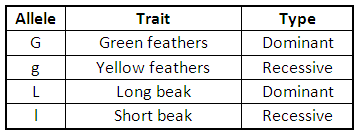 Allele Trait Type
G Green feathers Dominant
g Yellow feathers Recessive
L Long beak Dominant
l Short beak Recessive